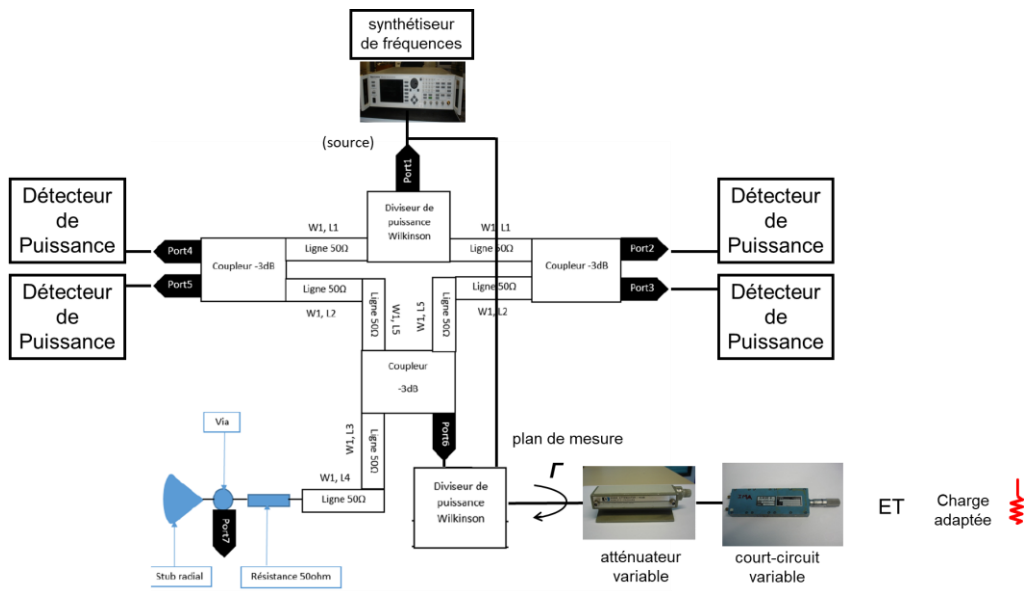 synthétiseur
de fréquences
(source)
Port1
Détecteur
de
Puissance
Port4
Coupleur -3dB
W1, L1
Ligne 50Ω
Diviseur de
puissance
Wilkinson
W1, L1
Ligne 50Ω
Coupleur -3dB
Port2
Détecteur
de
Puissance
Détecteur
de
Puissance
Port5
Ligne 50Ω
W1, L2
Ligne 50Ω
W1, L5
W1, L5
Ligne 50Ω
Ligne 50Ω
W1, L2
Port3
Détecteur
de
Puissance
Coupleur
-3dB
W1, L3
Ligne 50Ω
Port6
Via
W1, L4
Ligne 50Ω
Port7
Stub radial
Résistance 50ohm
Diviseur de
puissance
Wilkinson
plan de mesure
Γ
atténuateur
variable
court-circuit
variable
ET
Charge
adaptée